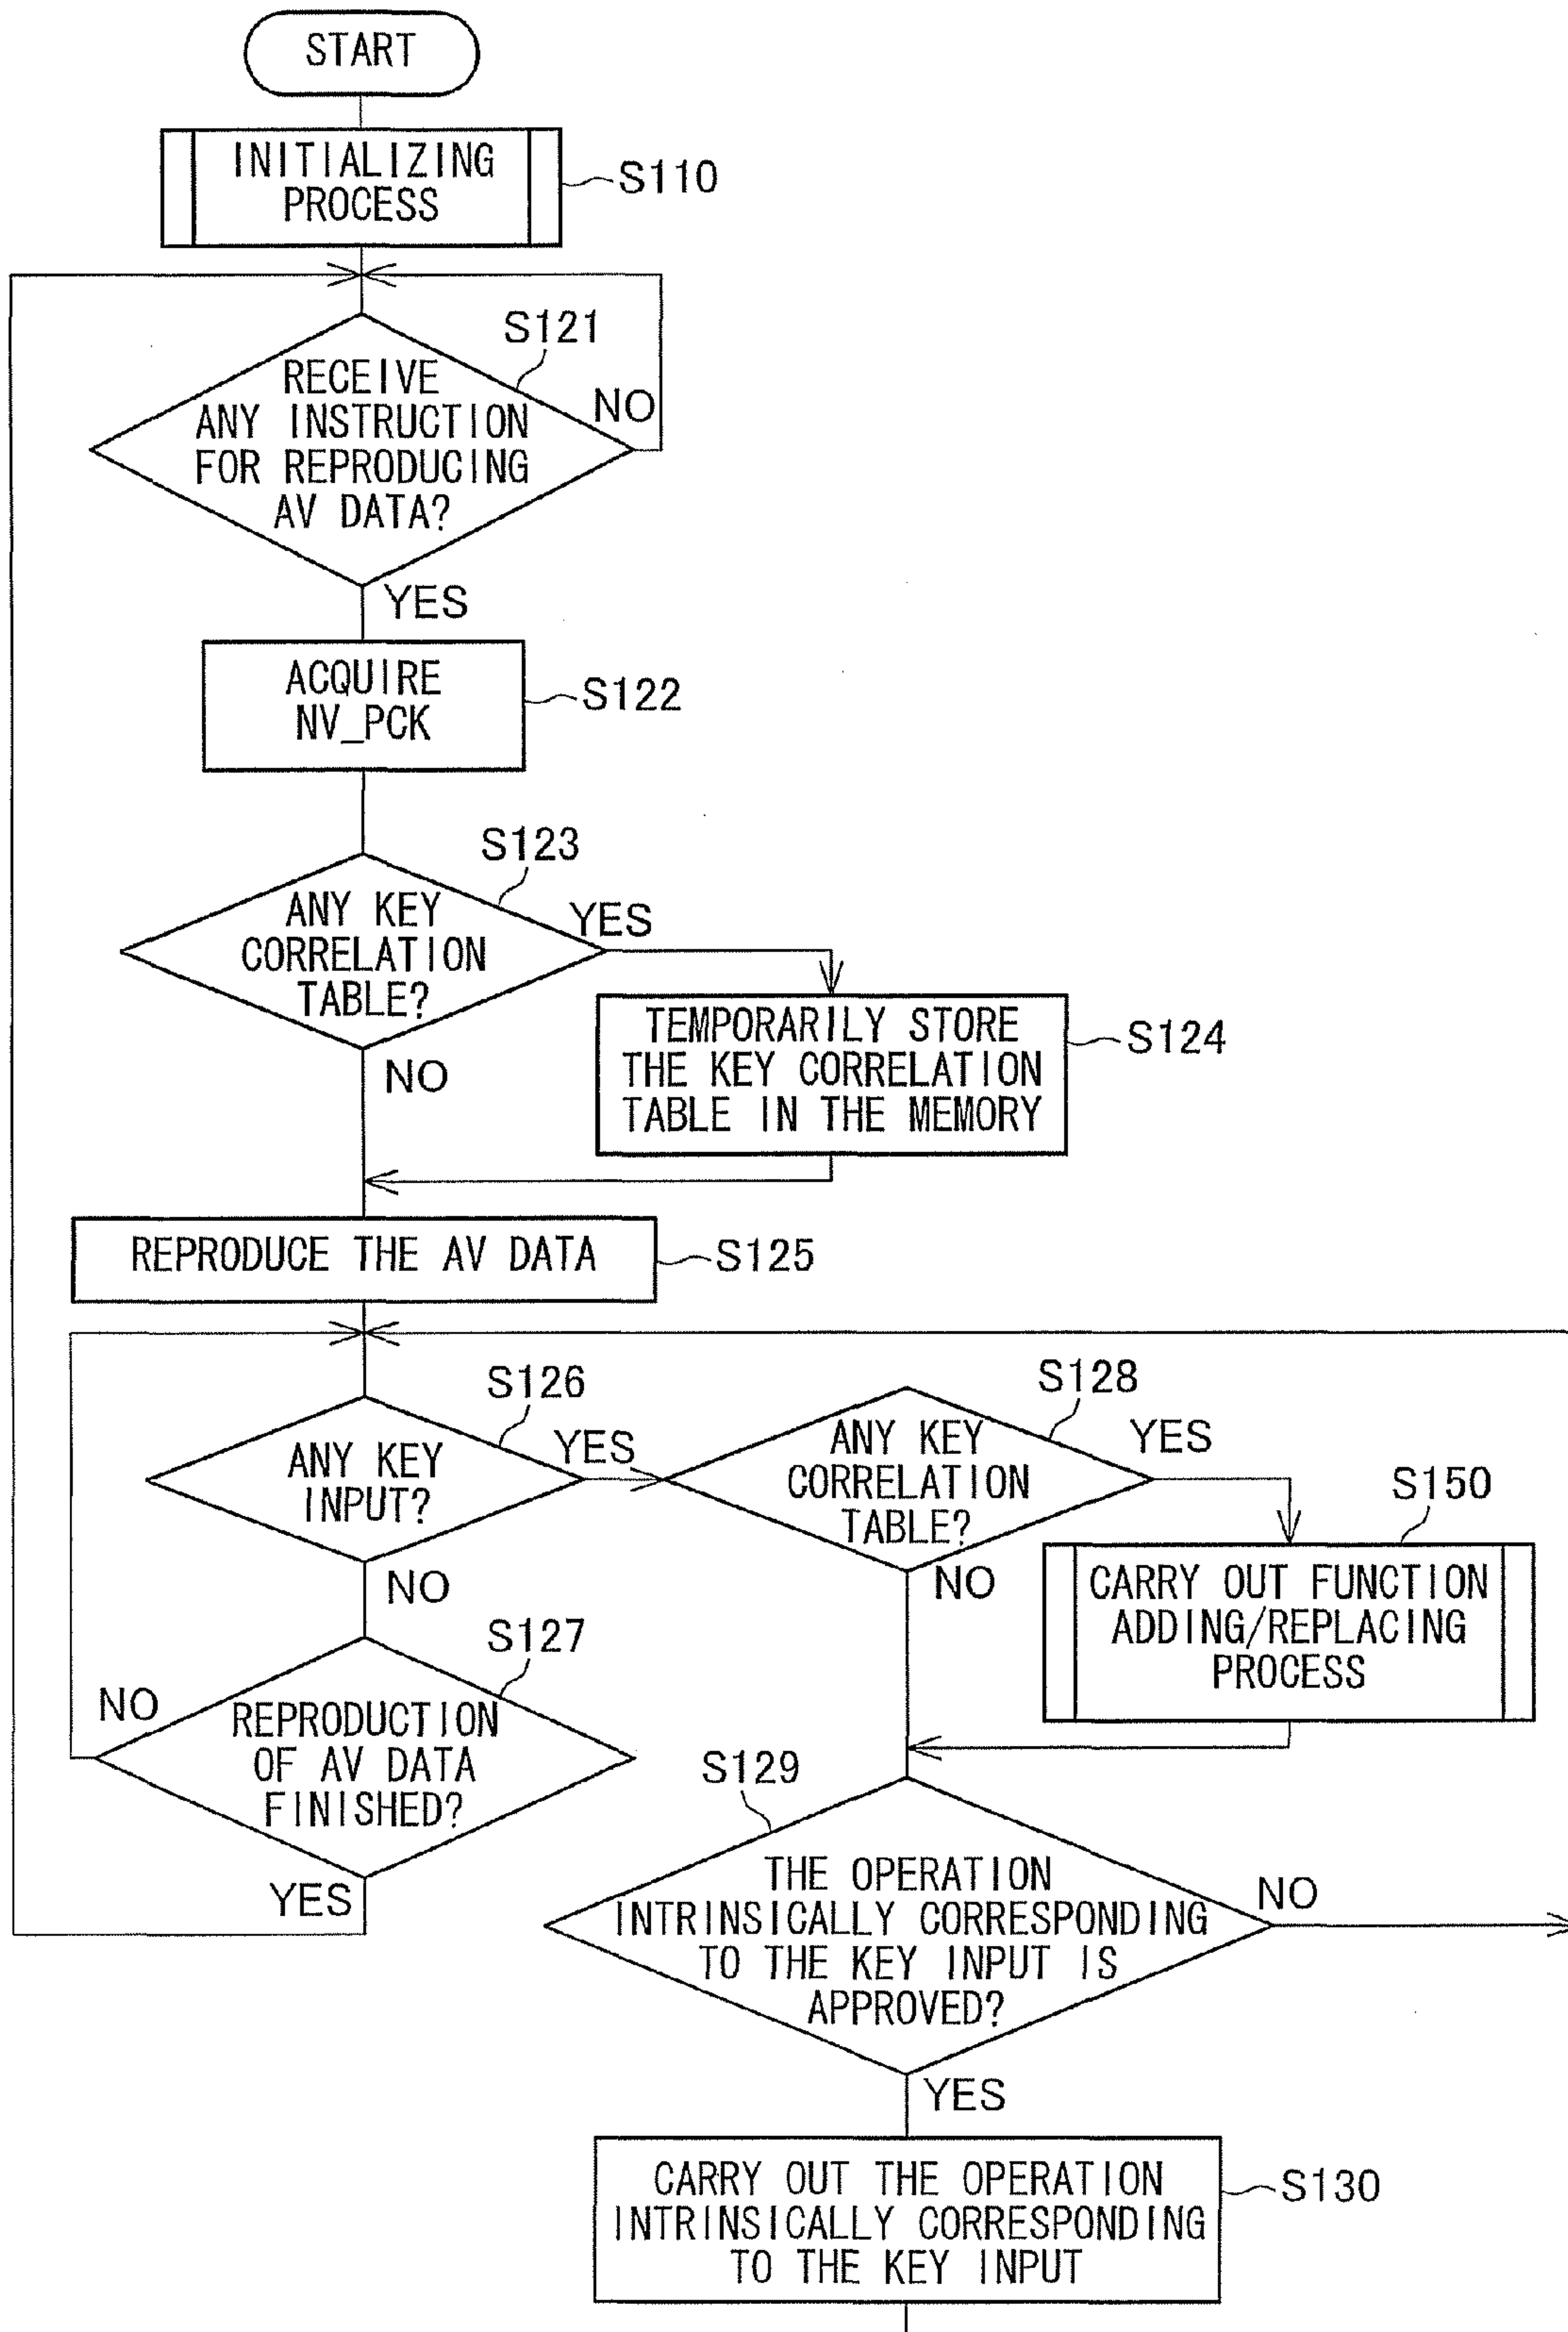 START
INITIALIZING
PROCESS
S110
S121
RECEIVE
ANY INSTRUCTION
FOR REPRODUCING
AV DATA?
NO
YES
ACQUIRE
NV_PCK
S122
S123
ANY KEY
CORRELATION
TABLE?
YES
NO
TEMPORARILY STORE
THE KEY CORRELATION
TABLE IN THE MEMORY
S124
REPRODUCE THE AV DATA
S125
S126
ANY KEY
INPUT?
YES
NO
S128
ANY KEY
CORRELATION
TABLE?
YES
NO
S150
CARRY OUT FUNCTION
ADDING/REPLACING
PROCESS
S127
REPRODUCTION
OF AV DATA
FINISHED?
NO
YES
S129
THE OPERATION
INTRINSICALLY CORRESPONDING
TO THE KEY INPUT IS
APPROVED?
NO
YES
CARRY OUT THE OPERATION
INTRINSICALLY CORRESPONDING
TO THE KEY INPUT
S130